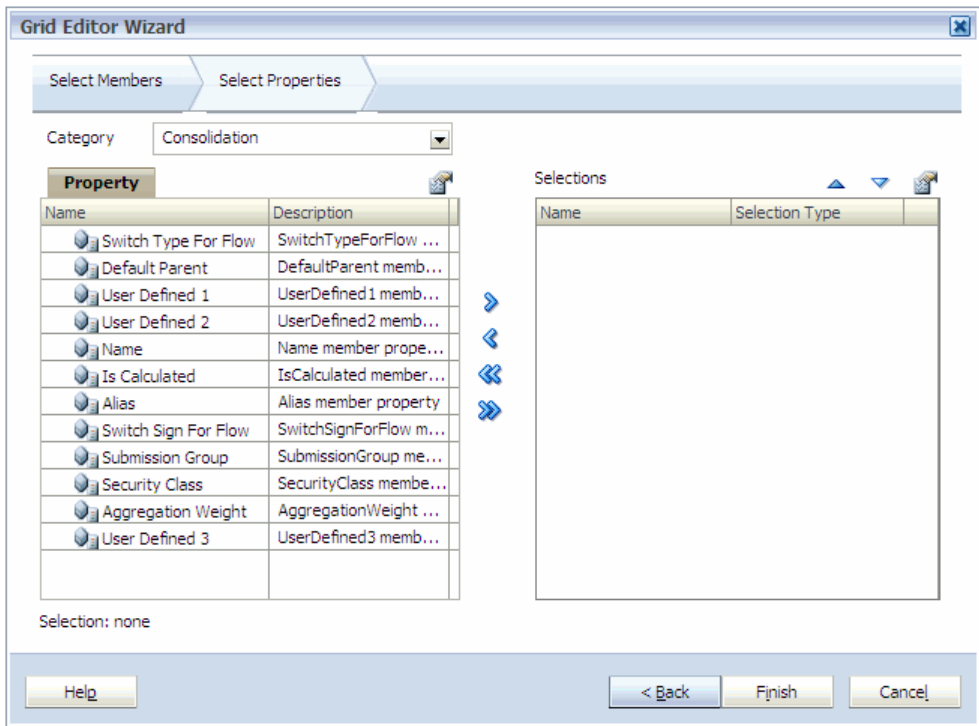 Grid Editor Wizard
Select Members Select Properties
Category Consolidation
Property
Selections
Name Description
Name Selection Type
Switch Type For Flow SwitchTypeForFlow ...
Default Parent DefaultParent memb...
User Defined 1 UserDefined1 memb...
User Defined 2 UserDefined2 memb...
Name Name member prope...
Is Calculated IsCalculated member...
Alias Alias member property
Switch Sign For Flow SwitchSignForFlow m...
Submission Group SubmissionGroup me...
Security Class SecurityClass membe...
Aggregation Weight AggregationWeight ...
User Defined 3 UserDefined3 memb...
Selection: none
Help < Back Finish Cancel